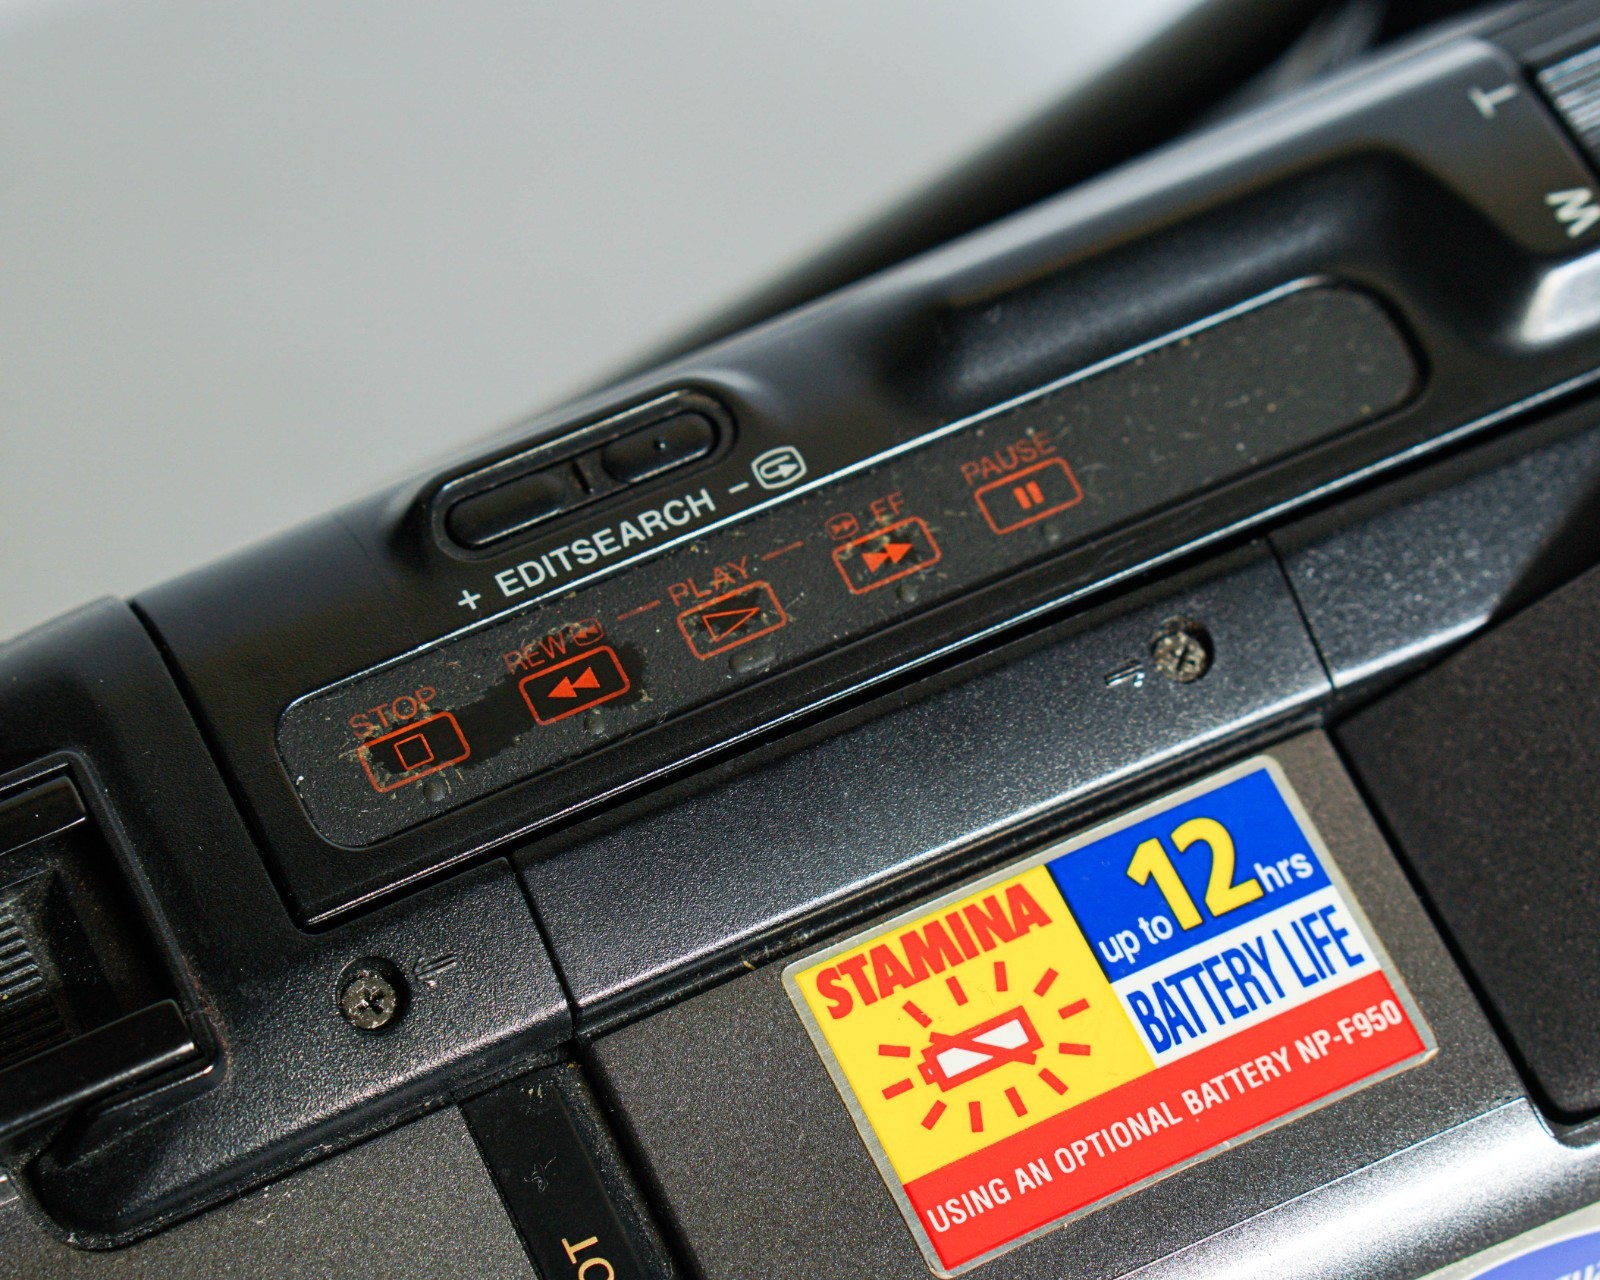 T
W
+ EDITSEARCH -
STOP
REW
PLAY
FF
PAUSE
STAMINA
up to 12 hrs
BATTERY LIFE
USING AN OPTIONAL BATTERY NP-F950
OT